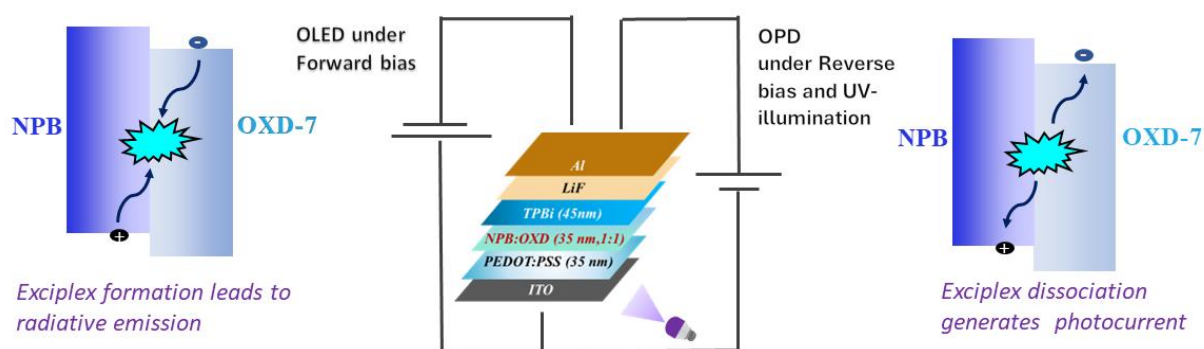 OLED under
Forward bias
NPB
OXD-7
+
-
Exciplex formation leads to
radiative emission
Al
LiF
TPBi (45nm)
NPB:OXD (35 nm,1:1)
PEDOT:PSS (35 nm)
ITO
OPD
under Reverse
bias and UV-
illumination
NPB
OXD-7
-
+
Exciplex dissociation
generates photocurrent